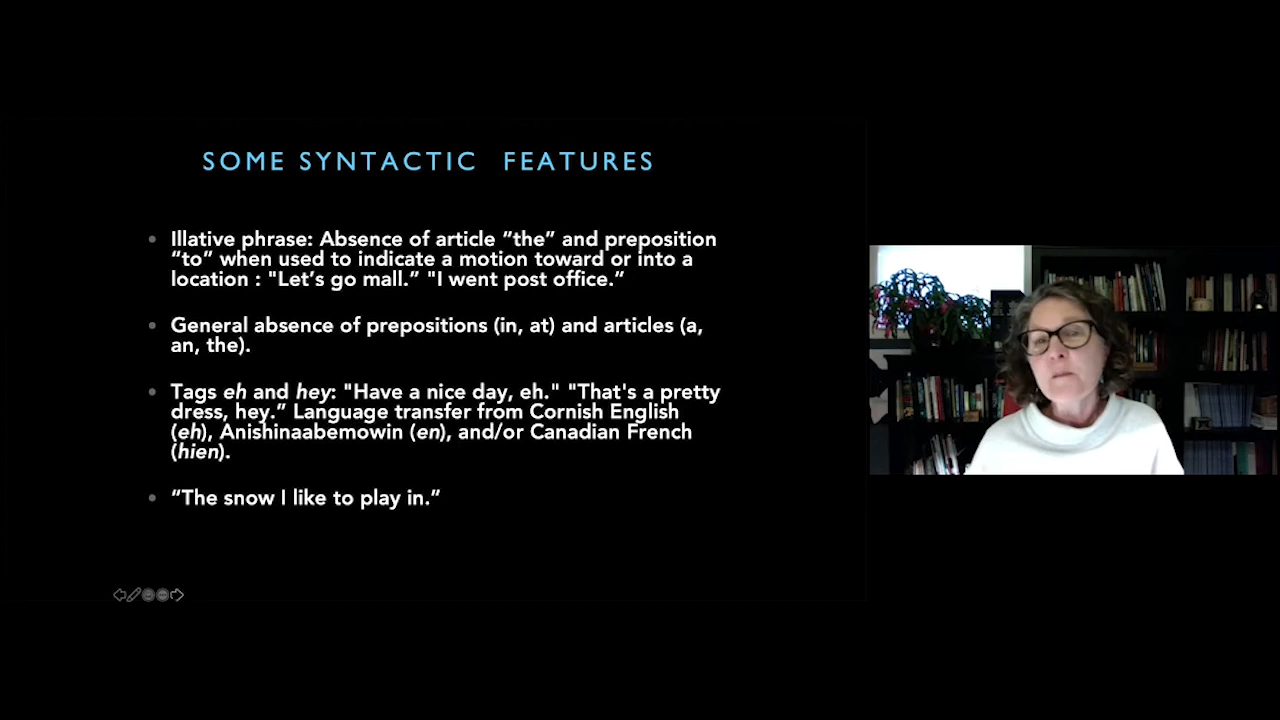 SOME SYNTACTIC FEATURES
• Illative phrase: Absence of article “the” and preposition
“to” when used to indicate a motion toward or into a
location : "Let’s go mall.” "I went post office.”
• General absence of prepositions (in, at) and articles (a,
an, the).
• Tags eh and hey: "Have a nice day, eh." "That's a pretty
dress, hey.” Language transfer from Cornish English
(eh), Anishinaabemowin (en), and/or Canadian French
(hien).
• “The snow I like to play in.”